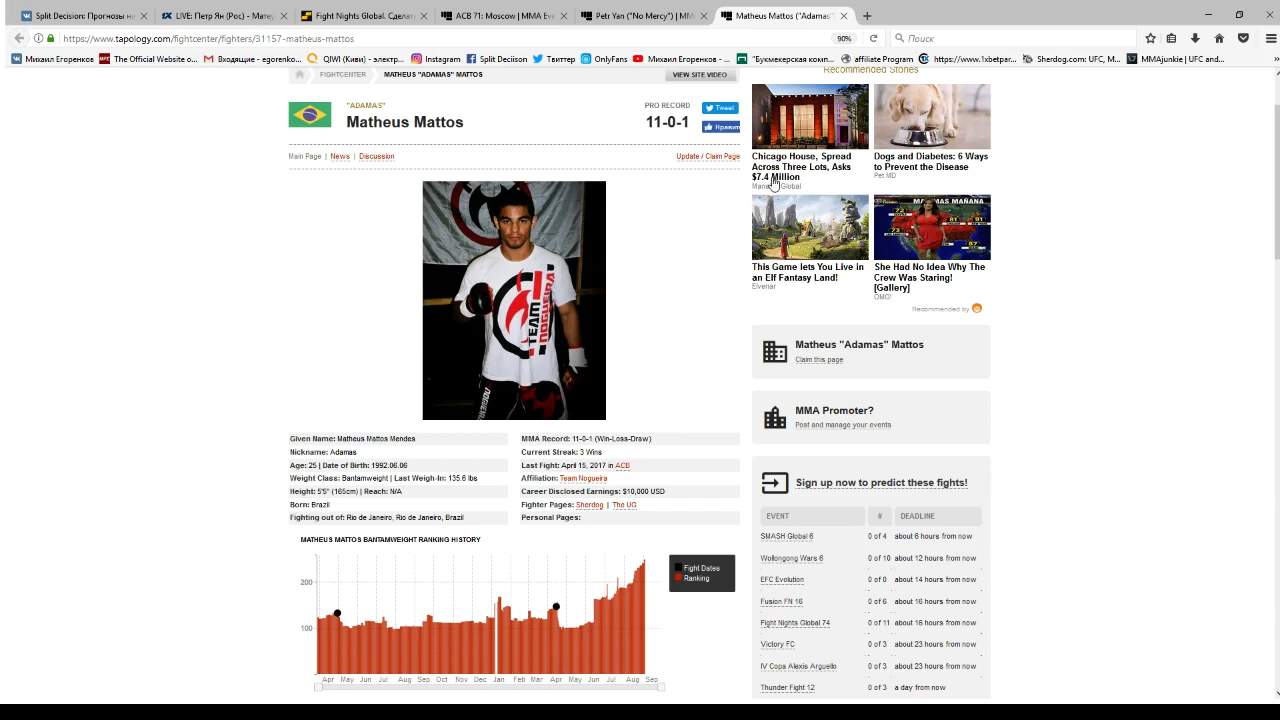 Split Decision: Прогнозы ни
LIVE: Петр Ян (Рос) - Матеу
Fight Nights Global. Сделат
ACB 71: Moscow | MMA Eve
Petr Yan ("No Mercy") | MM
Matheus Mattos ("Adamas"
https://www.tapology.com/fightcenter/fighters/31157-matheus-mattos
90%
Поиск
Михаил Егоренков
The Official Website o...
Входящие - egorenko...
QIWI (Киви) - электр...
Instagram
Split Decision
Твиттер
OnlyFans
Михаил Егоренков - ...
"Букмекерская комп...
affiliate Program
https://www.1xbetpar...
Sherdog.com: UFC, M...
MMAjunkie | UFC and...
FIGHTCENTER
MATHEUS "ADAMAS" MATTOS
VIEW SITE VIDEO
"ADAMAS"
Matheus Mattos
PRO RECORD
11-0-1
Tweet
Нравится
Main Page | News | Discussion
Update / Claim Page
TEAM
NOGUEIRA
Given Name: Matheus Mattos Mendes
Nickname: Adamas
Age: 25 | Date of Birth: 1992.06.06
Weight Class: Bantamweight | Last Weigh-In: 135.6 lbs
Height: 5'5" (165cm) | Reach: N/A
Born: Brazil
Fighting out of: Rio de Janeiro, Rio de Janeiro, Brazil
MMA Record: 11-0-1 (Win-Loss-Draw)
Current Streak: 3 Wins
Last Fight: April 15, 2017 in ACB
Affiliation: Team Nogueira
Career Disclosed Earnings: $10,000 USD
Fighter Pages: Sherdog | The UG
Personal Pages:
MATHEUS MATTOS BANTAMWEIGHT RANKING HISTORY
200
100
Fight Dates
Ranking
Apr May Jun Jul Aug Sep Oct Nov Dec Jan Feb Mar Apr May Jun Jul Aug Sep
Recommended Stories
Chicago House, Spread
Across Three Lots, Asks
$7.4 Million
Mansion Global
Dogs and Diabetes: 6 Ways
to Prevent the Disease
Pet MD
This Game lets You Live in
an Elf Fantasy Land!
Elvenar
She Had No Idea Why The
Crew Was Staring!
[Gallery]
OMG!
Recommended by
Matheus "Adamas" Mattos
Claim this page
MMA Promoter?
Post and manage your events
Sign up now to predict these fights!
EVENT # DEADLINE
SMASH Global 6 0 of 4 about 6 hours from now
Wollongong Wars 6 0 of 10 about 12 hours from now
EFC Evolution 0 of 0 about 14 hours from now
Fusion FN 16 0 of 6 about 16 hours from now
Fight Nights Global 74 0 of 11 about 16 hours from now
Victory FC 0 of 3 about 23 hours from now
IV Copa Alexis Arguello 0 of 3 about 23 hours from now
Thunder Fight 12 0 of 3 a day from now